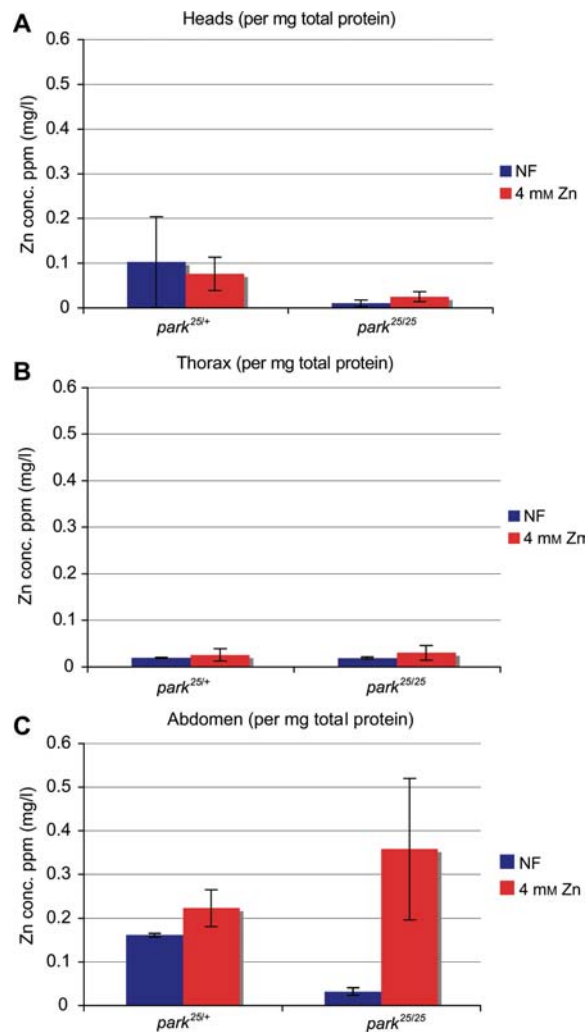 A
Heads (per mg total protein)
Zn conc. ppm (mg/l)
0.6
0.5
0.4
0.3
0.2
0.1
0
park25/+
park25/25
NF
4 mM Zn
B
Thorax (per mg total protein)
Zn conc. ppm (mg/l)
0.6
0.5
0.4
0.3
0.2
0.1
0
park25/+
park25/25
NF
4 mM Zn
C
Abdomen (per mg total protein)
Zn conc. ppm (mg/l)
0.6
0.5
0.4
0.3
0.2
0.1
0
park25/+
park25/25
NF
4 mM Zn